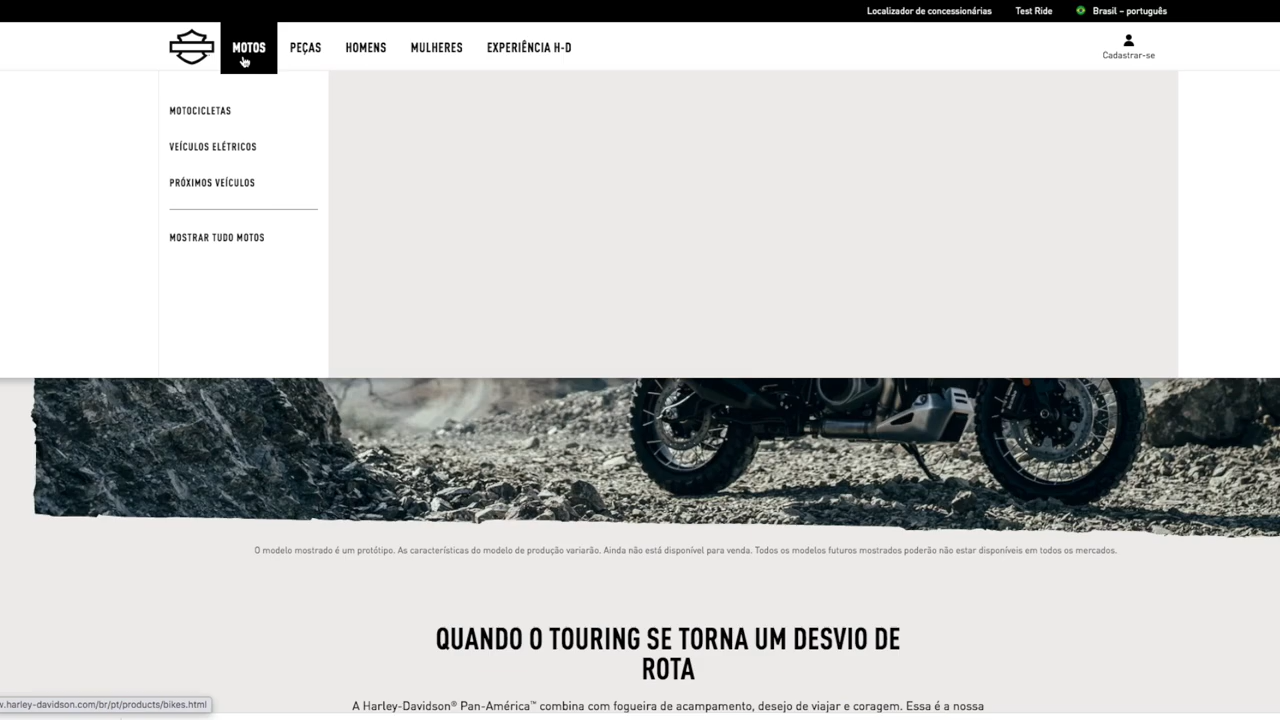 Localizador de concessionárias Test Ride Brasil – português
MOTOS PEÇAS HOMENS MULHERES EXPERIÊNCIA H-D
Cadastrar-se
MOTOCICLETAS
VEÍCULOS ELÉTRICOS
PRÓXIMOS VEÍCULOS
MOSTRAR TUDO MOTOS
O modelo mostrado é um protótipo. As características do modelo de produção variarão. Ainda não está disponível para venda. Todos os modelos futuros mostrados poderão não estar disponíveis em todos os mercados.
QUANDO O TOURING SE TORNA UM DESVIO DE
ROTA
A Harley-Davidson® Pan-América™ combina com fogueira de acampamento, desejo de viajar e coragem. Essa é a nossa
w.harley-davidson.com/br/pt/products/bikes.html